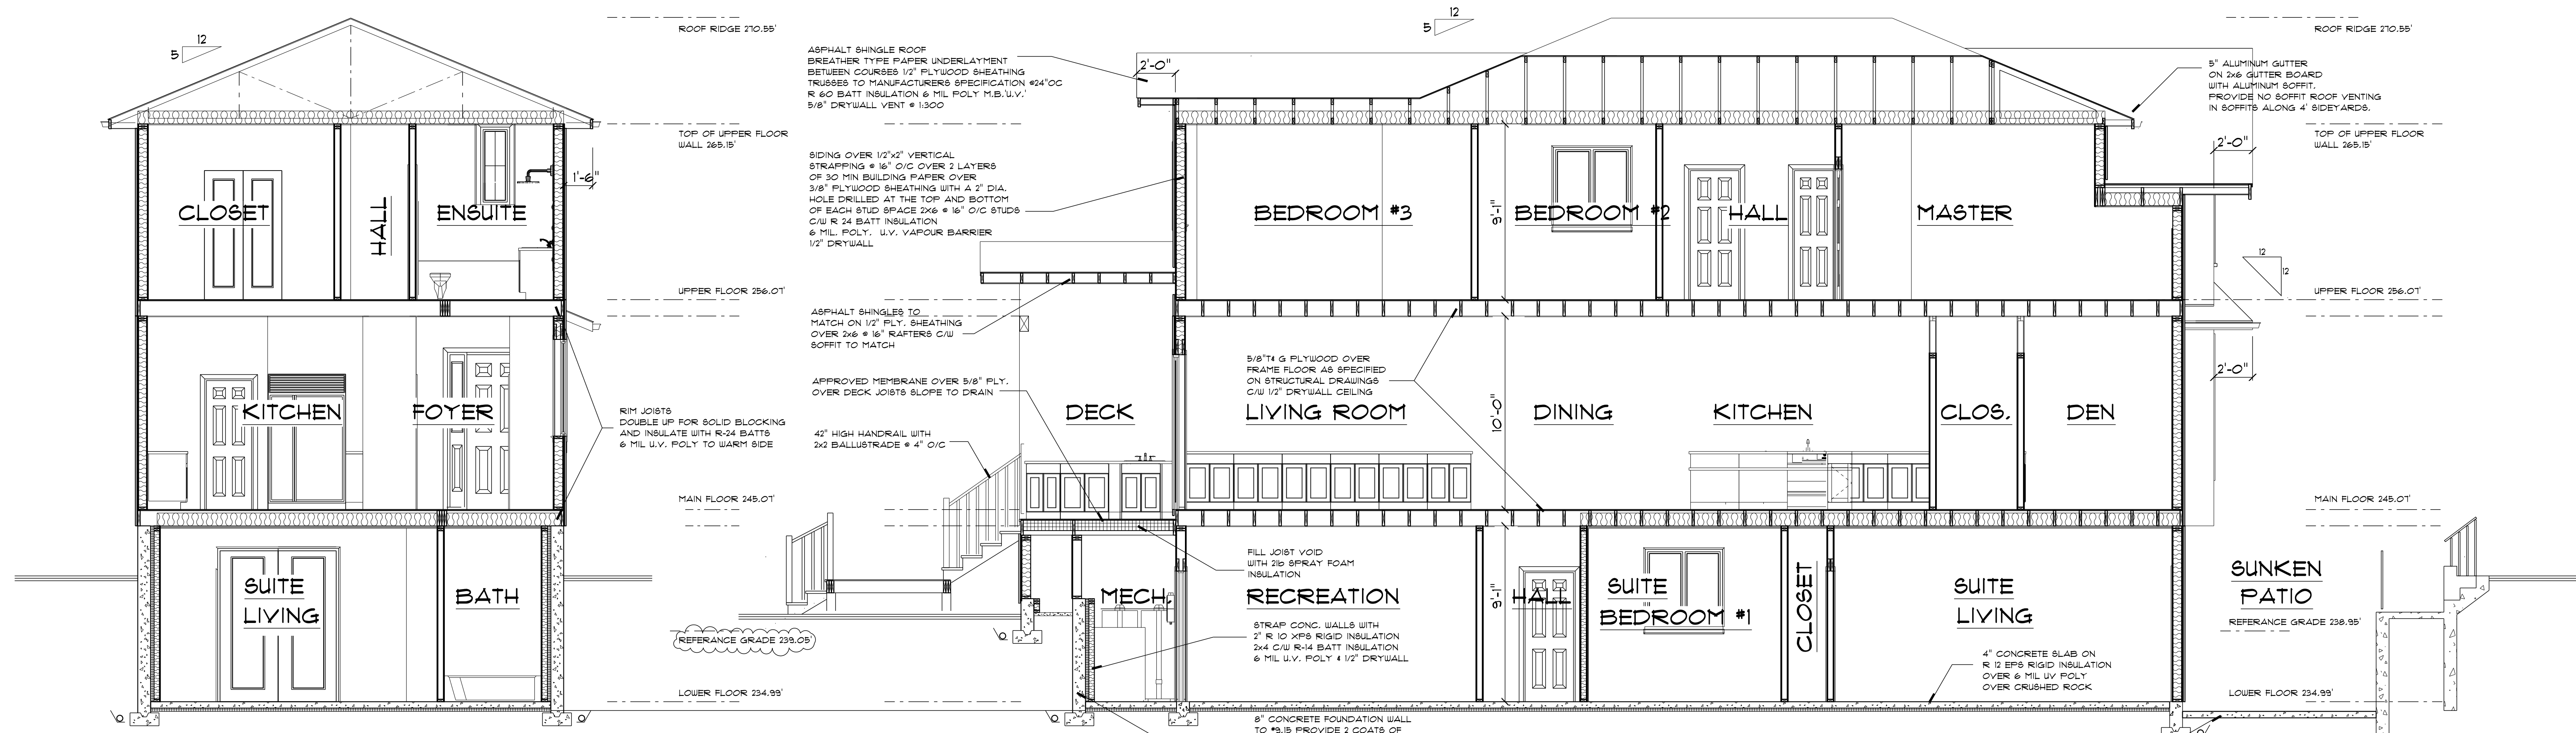 12
5
ROOF RIDGE 270.55'
TOP OF UPPER FLOOR
WALL 265.15'
1'-6"
CLOSET
HALL
ENSUITE
UPPER FLOOR 256.07'
KITCHEN
FOYER
RIM JOISTS
DOUBLE UP FOR SOLID BLOCKING
AND INSULATE WITH R-24 BATTS
6 MIL U.V. POLY TO WARM SIDE
MAIN FLOOR 245.07'
SUITE
LIVING
BATH
REFERANCE GRADE 239.05'
LOWER FLOOR 234.99'
ASPHALT SHINGLE ROOF
BREATHER TYPE PAPER UNDERLAYMENT
BETWEEN COURSES 1/2" PLYWOOD SHEATHING
TRUSSES TO MANUFACTURERS SPECIFICATION @24"OC
R 60 BATT INSULATION 6 MIL POLY M.B.'U.V.'
5/8" DRYWALL VENT @ 1:300
SIDING OVER 1/2"x2" VERTICAL
STRAPPING @ 16" O/C OVER 2 LAYERS
OF 30 MIN BUILDING PAPER OVER
3/8" PLYWOOD SHEATHING WITH A 2" DIA.
HOLE DRILLED AT THE TOP AND BOTTOM
OF EACH STUD SPACE 2X6 @ 16" O/C STUDS
C/W R 24 BATT INSULATION
6 MIL. POLY. U.V. VAPOUR BARRIER
1/2" DRYWALL
ASPHALT SHINGLES TO
MATCH ON 1/2" PLY. SHEATHING
OVER 2x6 @ 16" RAFTERS C/W
SOFFIT TO MATCH
APPROVED MEMBRANE OVER 5/8" PLY.
OVER DECK JOISTS SLOPE TO DRAIN
42" HIGH HANDRAIL WITH
2x2 BALLUSTRADE @ 4" O/C
2'-0"
12
5
BEDROOM #3
9'-1"
BEDROOM #2
HALL
MASTER
5/8"T& G PLYWOOD OVER
FRAME FLOOR AS SPECIFIED
ON STRUCTURAL DRAWINGS
C/W 1/2" DRYWALL CEILING
DECK
LIVING ROOM
10'-0"
DINING
KITCHEN
CLOS.
DEN
FILL JOIST VOID
WITH 2lb SPRAY FOAM
INSULATION
MECH.
RECREATION
9'-1"
HALL
SUITE
BEDROOM #1
CLOSET
SUITE
LIVING
STRAP CONC. WALLS WITH
2" R 10 XPS RIGID INSULATION
2x4 C/W R-14 BATT INSULATION
6 MIL U.V. POLY & 1/2" DRYWALL
4" CONCRETE SLAB ON
R 12 EPS RIGID INSULATION
OVER 6 MIL UV POLY
OVER CRUSHED ROCK
8" CONCRETE FOUNDATION WALL
TO *9.15 PROVIDE 2 COATS OF
5" ALUMINUM GUTTER
ON 2x6 GUTTER BOARD
WITH ALUMINUM SOFFIT.
PROVIDE NO SOFFIT ROOF VENTING
IN SOFFITS ALONG 4' SIDEYARDS.
2'-0"
12
12
2'-0"
ROOF RIDGE 270.55'
TOP OF UPPER FLOOR
WALL 265.15'
UPPER FLOOR 256.07'
MAIN FLOOR 245.07'
SUNKEN
PATIO
REFERANCE GRADE 238.95'
LOWER FLOOR 234.99'